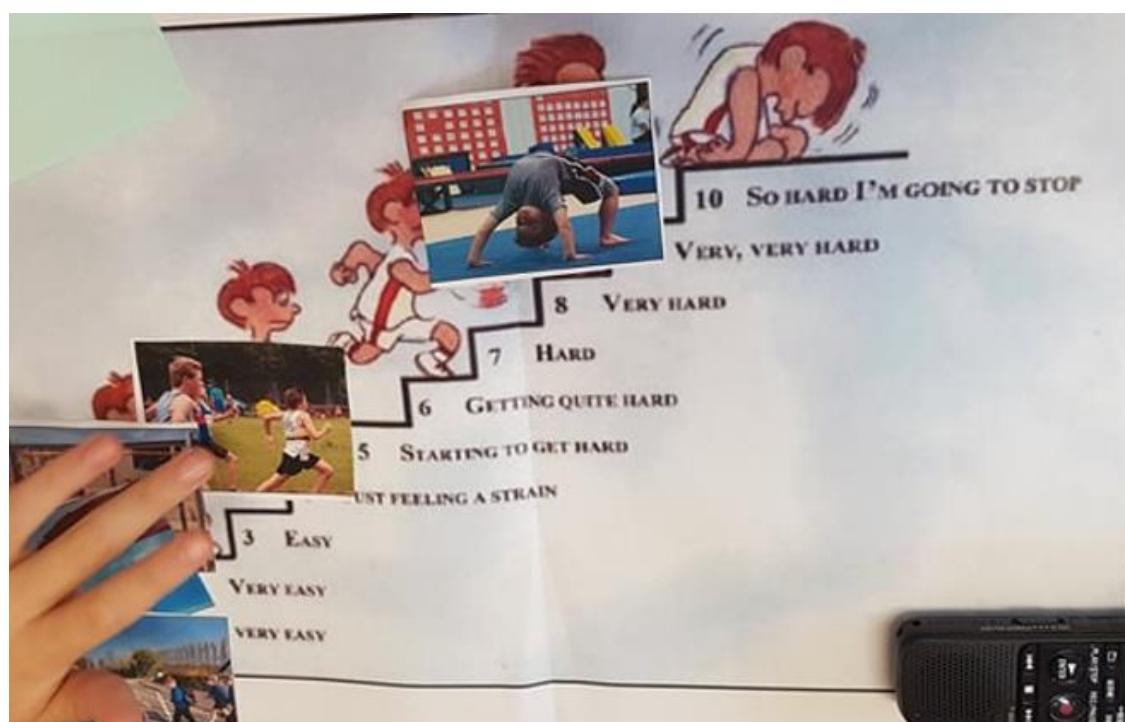 10 SO HARD I'M GOING TO STOP
VERY, VERY HARD
8 VERY HARD
7 HARD
6 GETTING QUITE HARD
5 STARTING TO GET HARD
UST FEELING A STRAIN
3 EASY
VERY EASY
VERY EASY